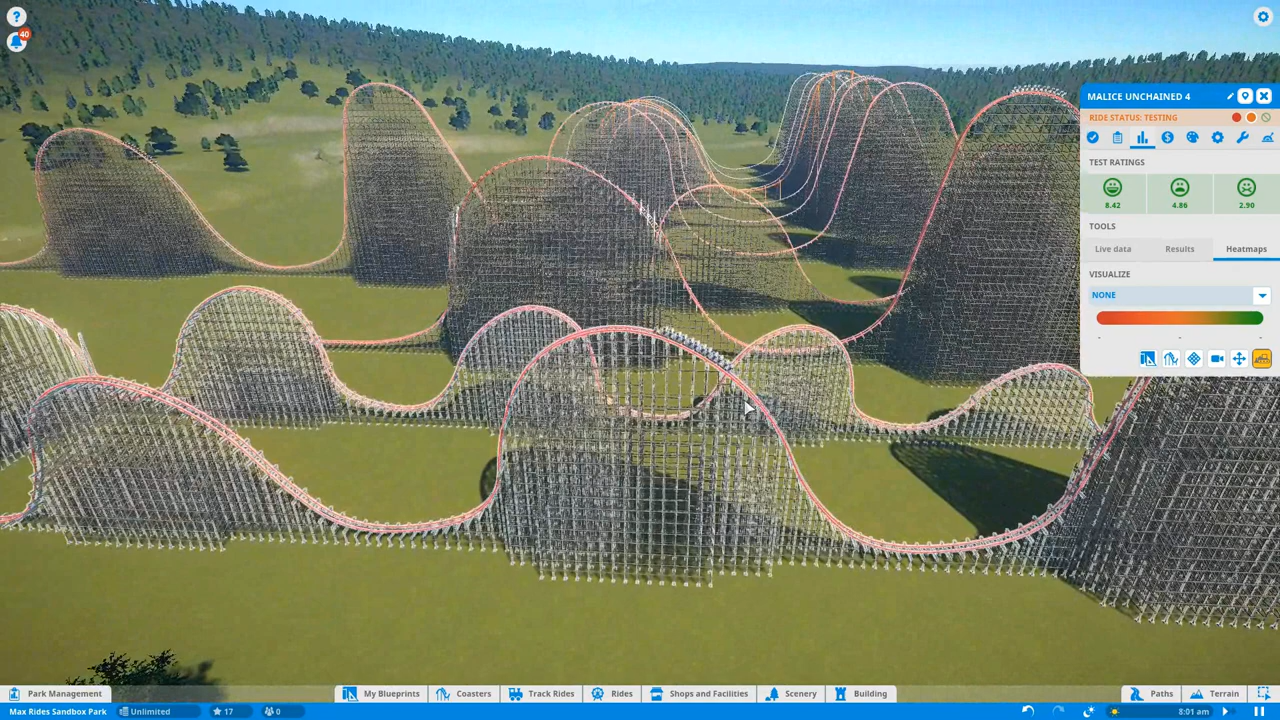 ?
40
MALICE UNCHAINED 4
RIDE STATUS: TESTING
TEST RATINGS
8.42 4.86 2.90
TOOLS
Live data Results Heatmaps
VISUALIZE
NONE
- - -
Park Management My Blueprints Coasters Track Rides Rides Shops and Facilities Scenery Building Paths Terrain
Max Rides Sandbox Park Unlimited 17 0 8:01 am